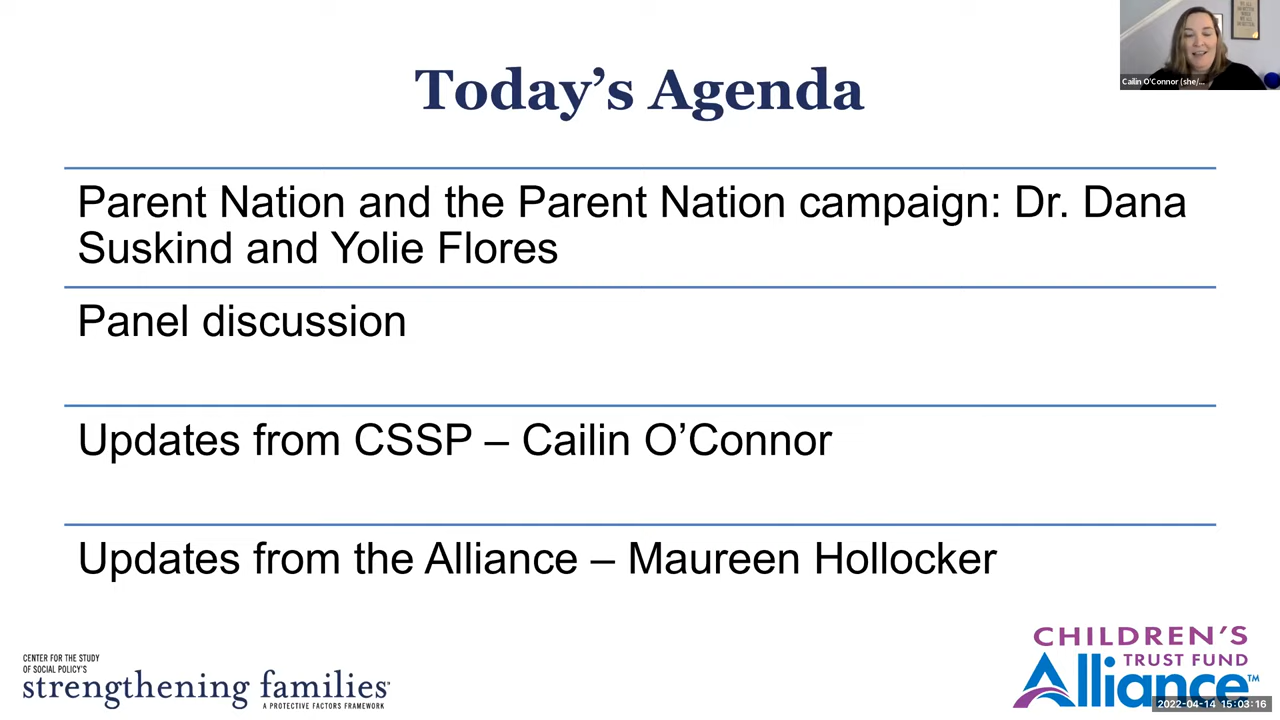 Today’s Agenda
Cailin O'Connor (she/...
Parent Nation and the Parent Nation campaign: Dr. Dana
Suskind and Yolie Flores
Panel discussion
Updates from CSSP – Cailin O’Connor
Updates from the Alliance – Maureen Hollocker
CENTER FOR THE STUDY
OF SOCIAL POLICY'S
strengthening families™
A PROTECTIVE FACTORS FRAMEWORK
CHILDREN'S
TRUST FUND
Alliance™
2022-04-14 15:03:16